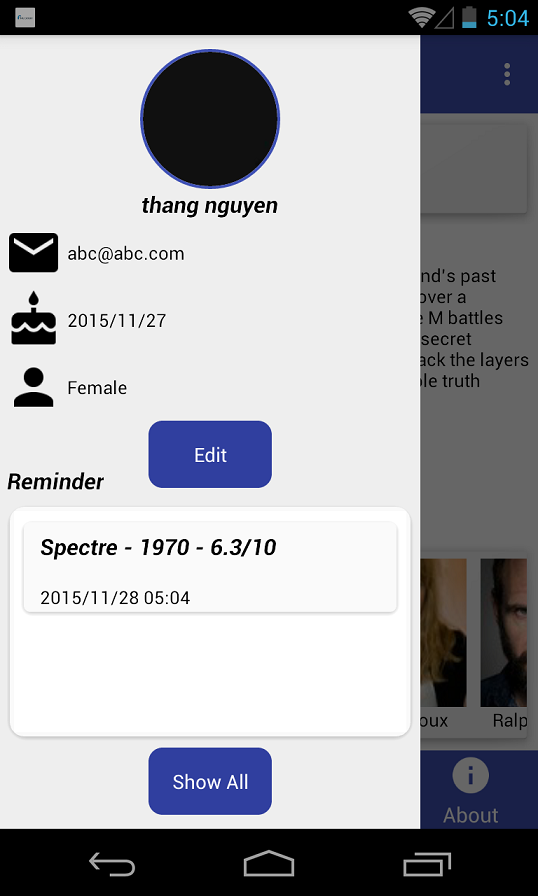 5:04
thang nguyen
abc@abc.com
2015/11/27
Female
Edit
Reminder
Spectre - 1970 - 6.3/10
2015/11/28 05:04
Show All
nd's past
over a
M battles
secret
ack the layers
le truth
oux
Ralp
About